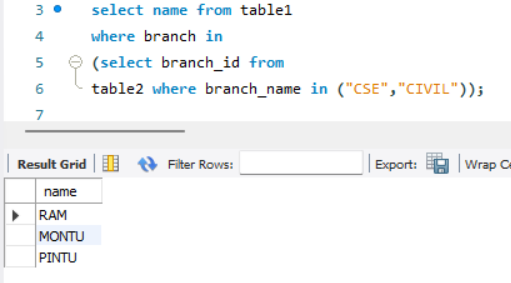 3 select name from table1
4 where branch in
5 (select branch_id from
6 table2 where branch_name in ("CSE","CIVIL"));
7
Result Grid Filter Rows: Export: Wrap Ce
name
RAM
MONTU
PINTU